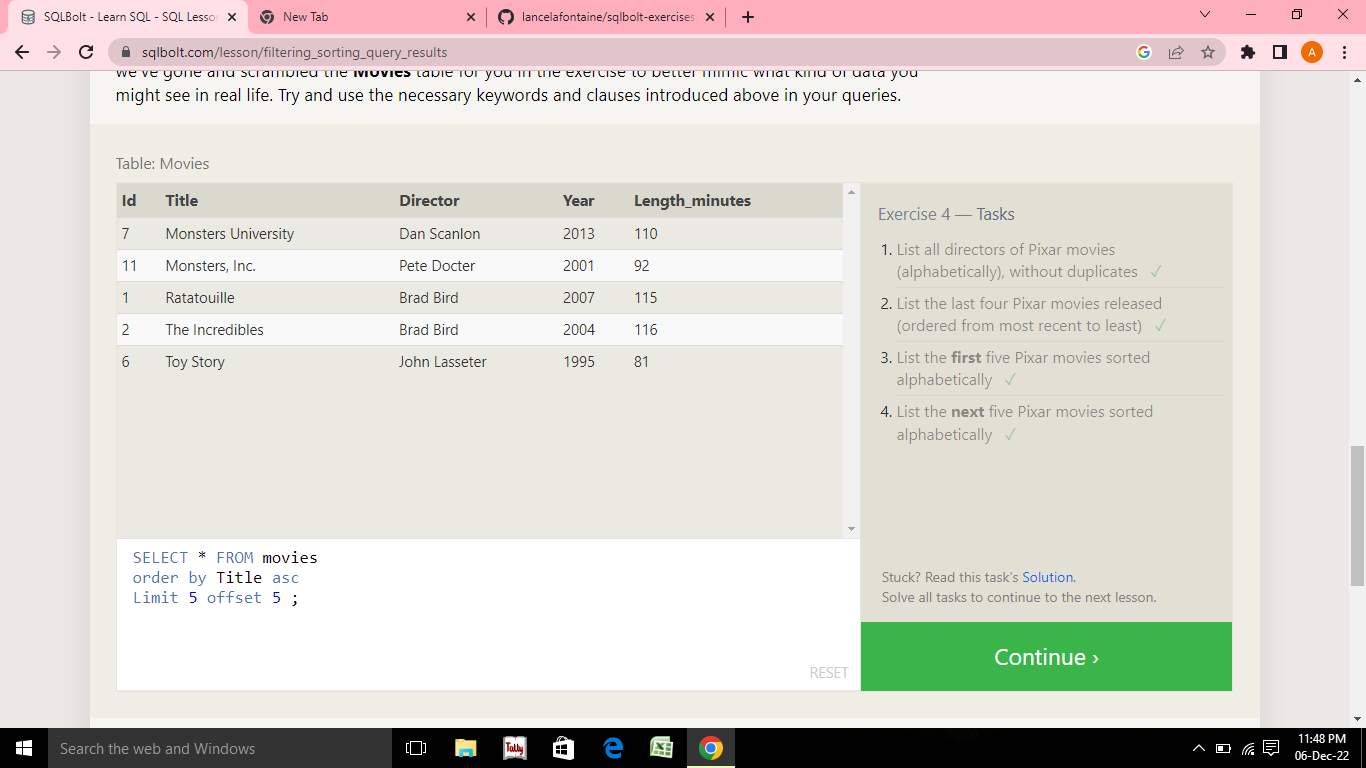 SQLBolt - Learn SQL - SQL Lesson
New Tab
lancelafontaine/sqlbolt-exercises
sqlbolt.com/lesson/filtering_sorting_query_results
A
we've gone and scrambled the Movies table for you in the exercise to better mimic what kind of data you
might see in real life. Try and use the necessary keywords and clauses introduced above in your queries.
Table: Movies
Id Title Director Year Length_minutes
7 Monsters University Dan Scanlon 2013 110
11 Monsters, Inc. Pete Docter 2001 92
1 Ratatouille Brad Bird 2007 115
2 The Incredibles Brad Bird 2004 116
6 Toy Story John Lasseter 1995 81
SELECT * FROM movies
order by Title asc
Limit 5 offset 5 ;
RESET
Exercise 4 — Tasks
1. List all directors of Pixar movies
(alphabetically), without duplicates ✓
2. List the last four Pixar movies released
(ordered from most recent to least) ✓
3. List the first five Pixar movies sorted
alphabetically ✓
4. List the next five Pixar movies sorted
alphabetically ✓
Stuck? Read this task's Solution.
Solve all tasks to continue to the next lesson.
Continue ›
Search the web and Windows
Tally
11:48 PM
06-Dec-22